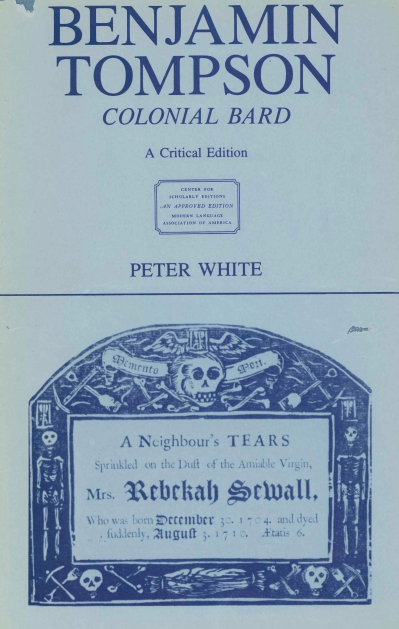 BENJAMIN
TOMPSON
COLONIAL BARD
A Critical Edition
CENTER FOR
SCHOLARLY EDITIONS
AN APPROVED EDITION
MODERN LANGUAGE
ASSOCIATION OF AMERICA
PETER WHITE
Memento Mori.
A Neighbour's TEARS
Sprinkled on the Dust of the Amiable Virgin,
Mrs. Rebekah Sewall,
Who was born December 30. 1704. and dyed
suddenly, August 3. 1710. Ætatis 6.